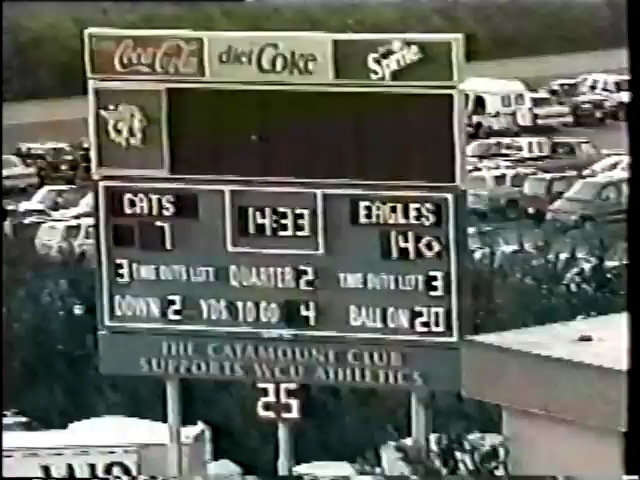 Coca-Cola diet Coke Sprite
CATS 14:33 EAGLES
7 14
3 TIME OUTS LEFT QUARTER 2 TIME OUTS LEFT 3
DOWN 2 YDS TO GO 4 BALL ON 20
THE CATAMOUNT CLUB
SUPPORTS WCU ATHLETICS
25